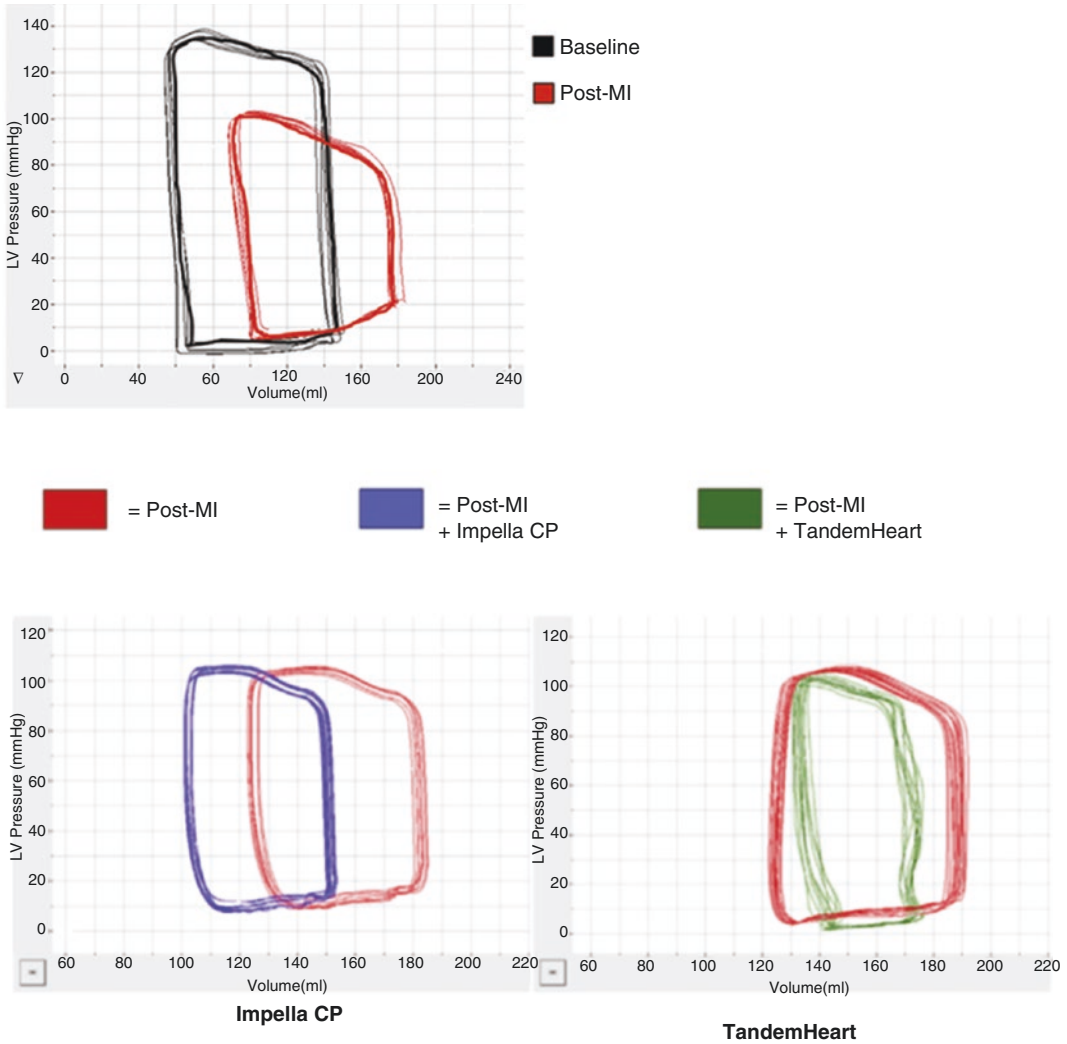 140
120
100
80
60
40
20
0
LV Pressure (mmHg)
∇ 0 40 60 120 160 200 240
Volume(ml)
Baseline
Post-MI
= Post-MI
= Post-MI
+ Impella CP
= Post-MI
+ TandemHeart
120
100
80
60
40
20
0
LV Pressure (mmHg)
60 80 100 120 140 160 180 200 220
Volume(ml)
Impella CP
120
100
80
60
40
20
0
LV Pressure (mmHg)
60 80 100 120 140 160 180 200 220
Volume(ml)
TandemHeart